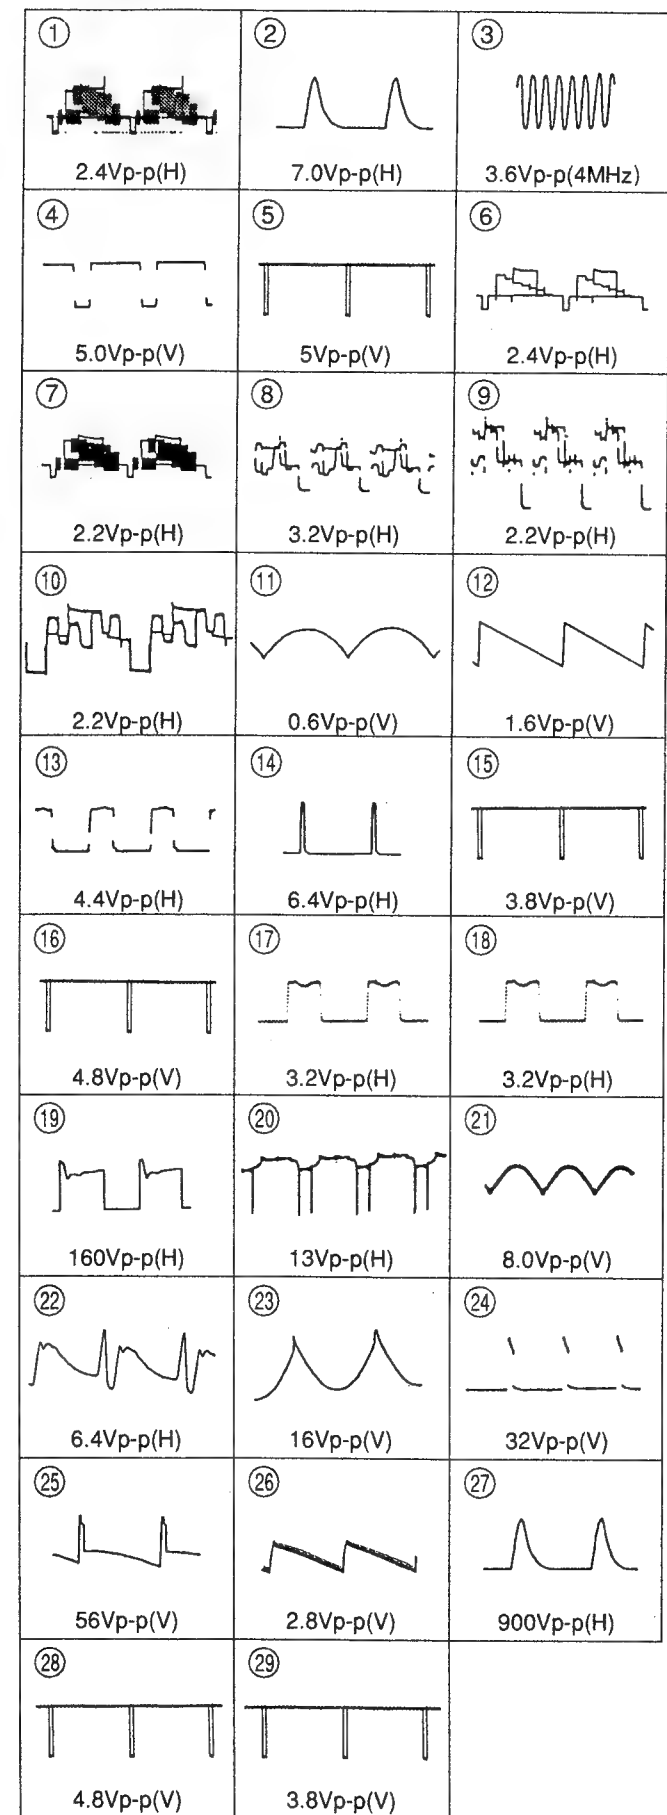 ① ② ③
2.4Vp-p(H) 7.0Vp-p(H) 3.6Vp-p(4MHz)
④ ⑤ ⑥
5.0Vp-p(V) 5Vp-p(V) 2.4Vp-p(H)
⑦ ⑧ ⑨
2.2Vp-p(H) 3.2Vp-p(H) 2.2Vp-p(H)
⑩ ⑪ ⑫
2.2Vp-p(H) 0.6Vp-p(V) 1.6Vp-p(V)
⑬ ⑭ ⑮
4.4Vp-p(H) 6.4Vp-p(H) 3.8Vp-p(V)
⑯ ⑰ ⑱
4.8Vp-p(V) 3.2Vp-p(H) 3.2Vp-p(H)
⑲ ⑳ ㉑
160Vp-p(H) 13Vp-p(H) 8.0Vp-p(V)
㉒ ㉓ ㉔
6.4Vp-p(H) 16Vp-p(V) 32Vp-p(V)
㉕ ㉖ ㉗
56Vp-p(V) 2.8Vp-p(V) 900Vp-p(H)
㉘ ㉙
4.8Vp-p(V) 3.8Vp-p(V)